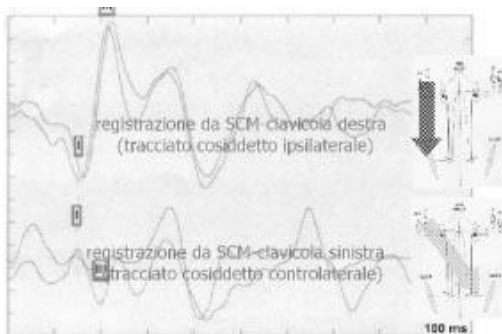 registrazione da SCM-clavicola destra
(tracciato cosiddetto ipsilaterale)
registrazione da SCM-clavicola sinistra
(tracciato cosiddetto controlaterale)
100 ms